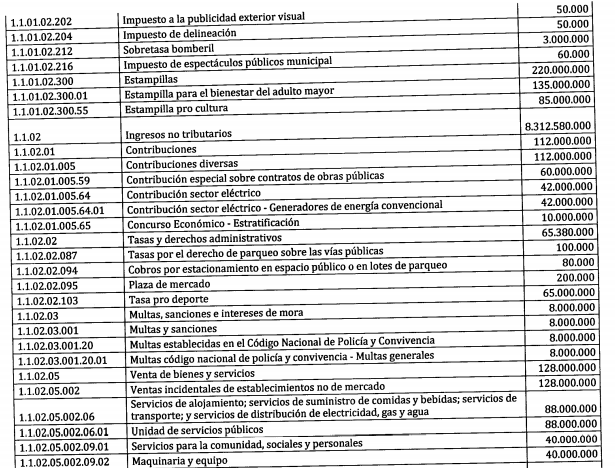 1.1.01.02.202 Impuesto a la publicidad exterior visual 50.000
1.1.01.02.204 Impuesto de delineación 50.000
1.1.01.02.212 Sobretasa bomberil 3.000.000
1.1.01.02.216 Impuesto de espectáculos públicos municipal 60.000
1.1.01.02.300 Estampillas 220.000.000
1.1.01.02.300.01 Estampilla para el bienestar del adulto mayor 135.000.000
1.1.01.02.300.55 Estampilla pro cultura 85.000.000
1.1.02 Ingresos no tributarios 8.312.580.000
1.1.02.01 Contribuciones 112.000.000
1.1.02.01.005 Contribuciones diversas 112.000.000
1.1.02.01.005.59 Contribución especial sobre contratos de obras públicas 60.000.000
1.1.02.01.005.64 Contribución sector eléctrico 42.000.000
1.1.02.01.005.64.01 Contribución sector eléctrico - Generadores de energía convencional 42.000.000
1.1.02.01.005.65 Concurso Económico - Estratificación 10.000.000
1.1.02.02 Tasas y derechos administrativos 65.380.000
1.1.02.02.087 Tasas por el derecho de parqueo sobre las vías públicas 100.000
1.1.02.02.094 Cobros por estacionamiento en espacio público o en lotes de parqueo 80.000
1.1.02.02.095 Plaza de mercado 200.000
1.1.02.02.103 Tasa pro deporte 65.000.000
1.1.02.03 Multas, sanciones e intereses de mora 8.000.000
1.1.02.03.001 Multas y sanciones 8.000.000
1.1.02.03.001.20 Multas establecidas en el Código Nacional de Policía y Convivencia 8.000.000
1.1.02.03.001.20.01 Multas código nacional de policía y convivencia - Multas generales 8.000.000
1.1.02.05 Venta de bienes y servicios 128.000.000
1.1.02.05.002 Ventas incidentales de establecimientos no de mercado 128.000.000
Servicios de alojamiento; servicios de suministro de comidas y bebidas; servicios de
1.1.02.05.002.06 transporte; y servicios de distribución de electricidad, gas y agua 88.000.000
1.1.02.05.002.06.01 Unidad de servicios públicos 88.000.000
1.1.02.05.002.09.01 Servicios para la comunidad, sociales y personales 40.000.000
1.1.02.05.002.09.02 Maquinaria y equipo 40.000.000